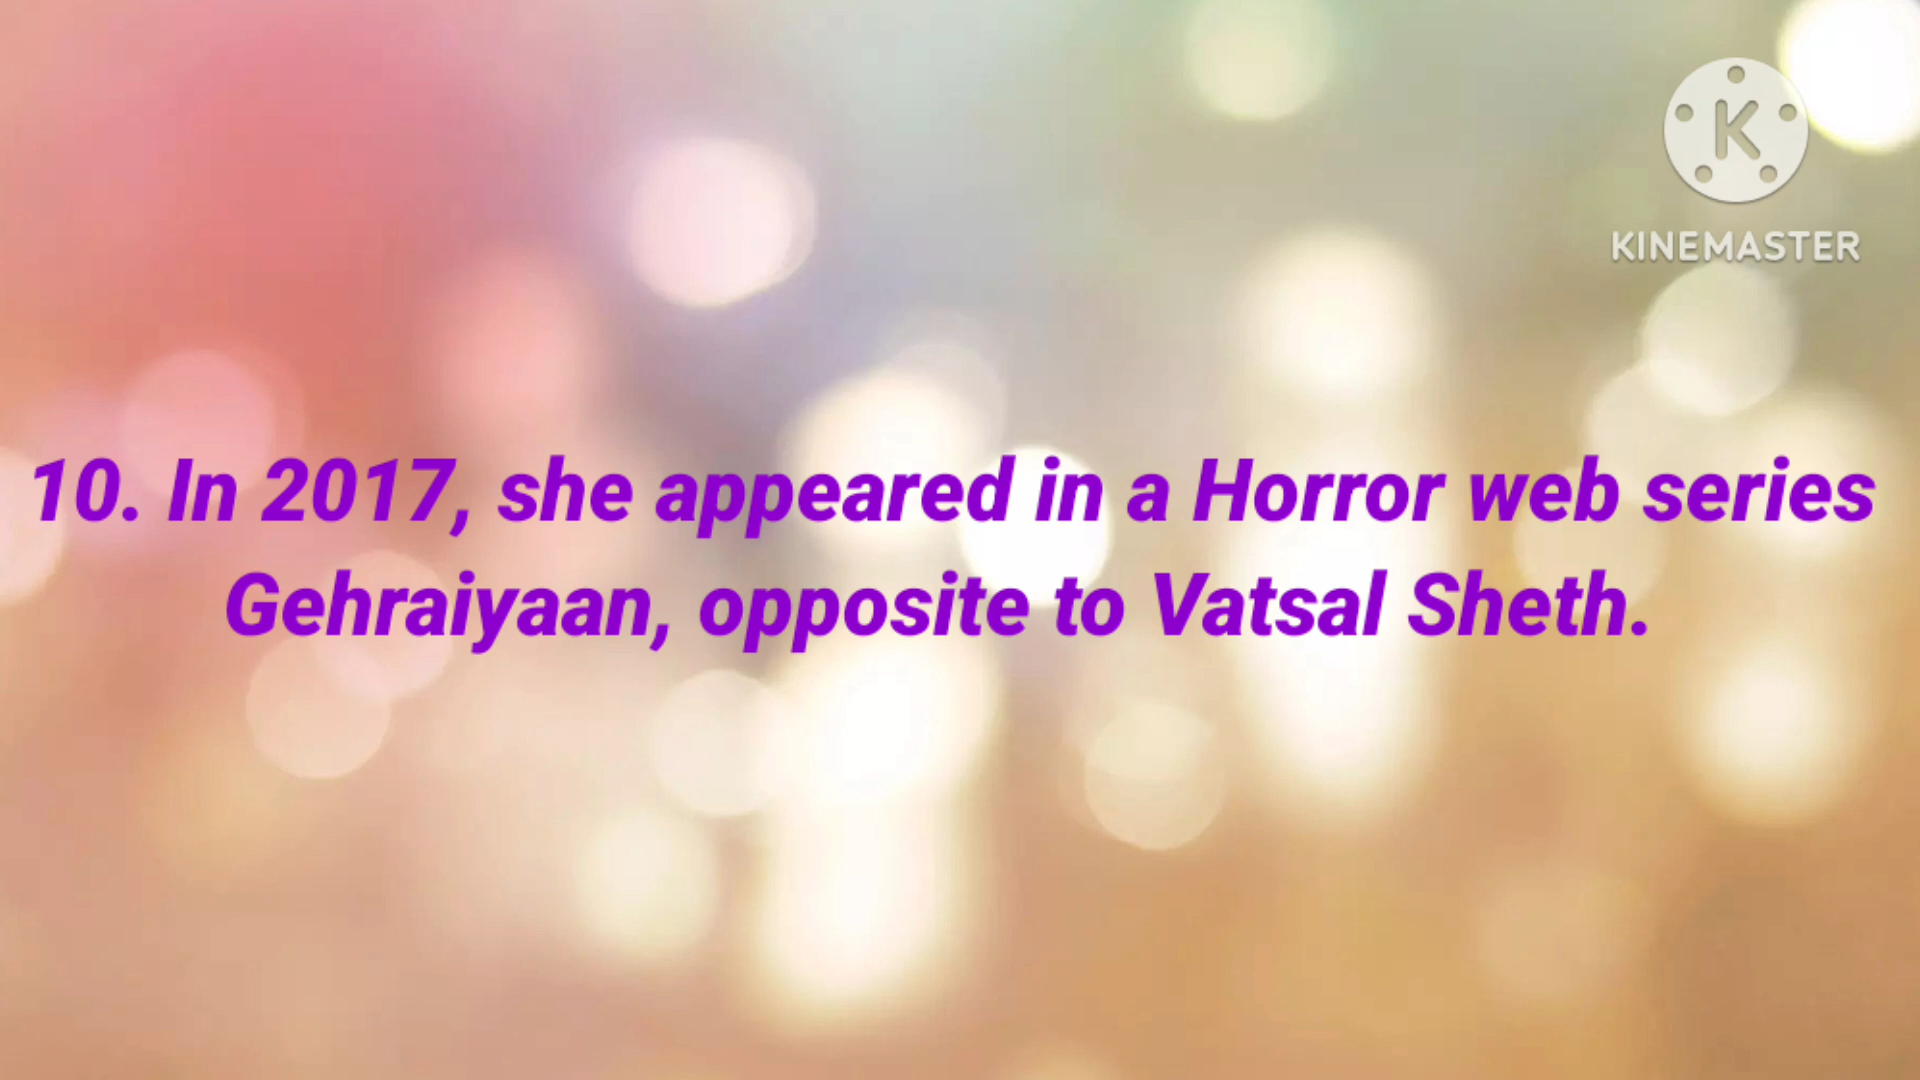 K
KINEMASTER
10. In 2017, she appeared in a Horror web series
Gehraiyaan, opposite to Vatsal Sheth.